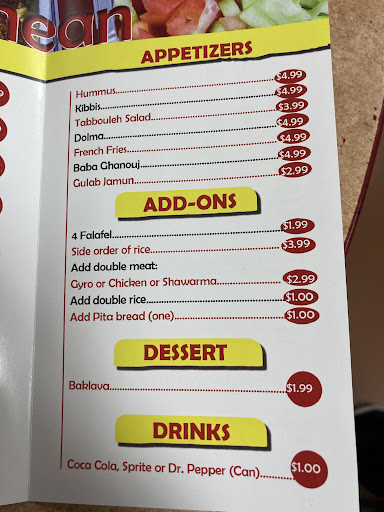 nean
APPETIZERS
Hummus $4.99
Kibbis $4.99
Tabbouleh Salad $3.99
Dolma $4.99
French Fries $4.99
Baba Ghanouj $4.99
Gulab Jamun $2.99
ADD-ONS
4 Falafel $1.99
Side order of rice $3.99
Add double meat:
Gyro or Chicken or Shawarma $2.99
Add double rice $1.00
Add Pita bread (one) $1.00
DESSERT
Baklava $1.99
DRINKS
Coca Cola, Sprite or Dr. Pepper (Can) $1.00